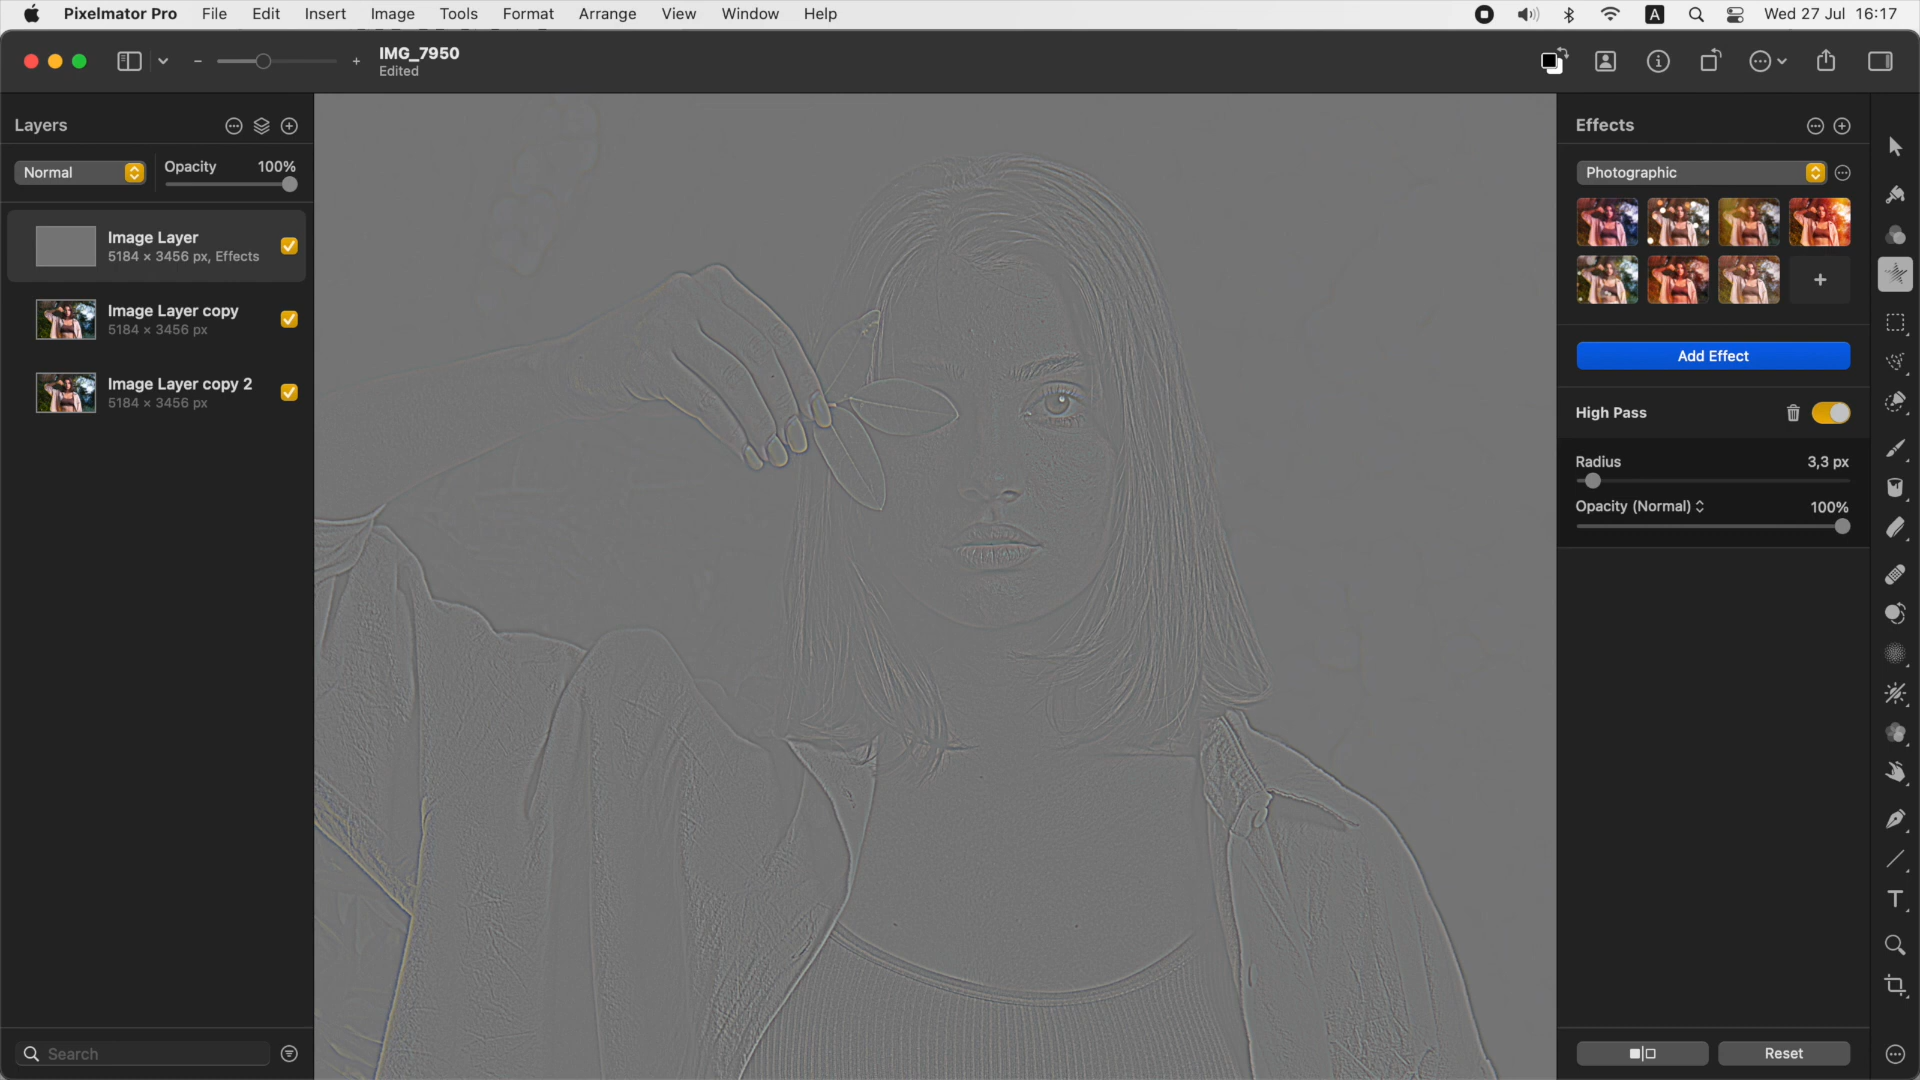 Pixelmator Pro File Edit Insert Image Tools Format Arrange View Window Help A Wed 27 Jul 16:17
IMG_7950
Edited
Layers
Normal
Opacity 100%
Image Layer
5184 × 3456 px, Effects
Image Layer copy
5184 × 3456 px
Image Layer copy 2
5184 × 3456 px
Search
Effects
Photographic
Add Effect
High Pass
Radius 3,3 px
Opacity (Normal) 100%
Reset